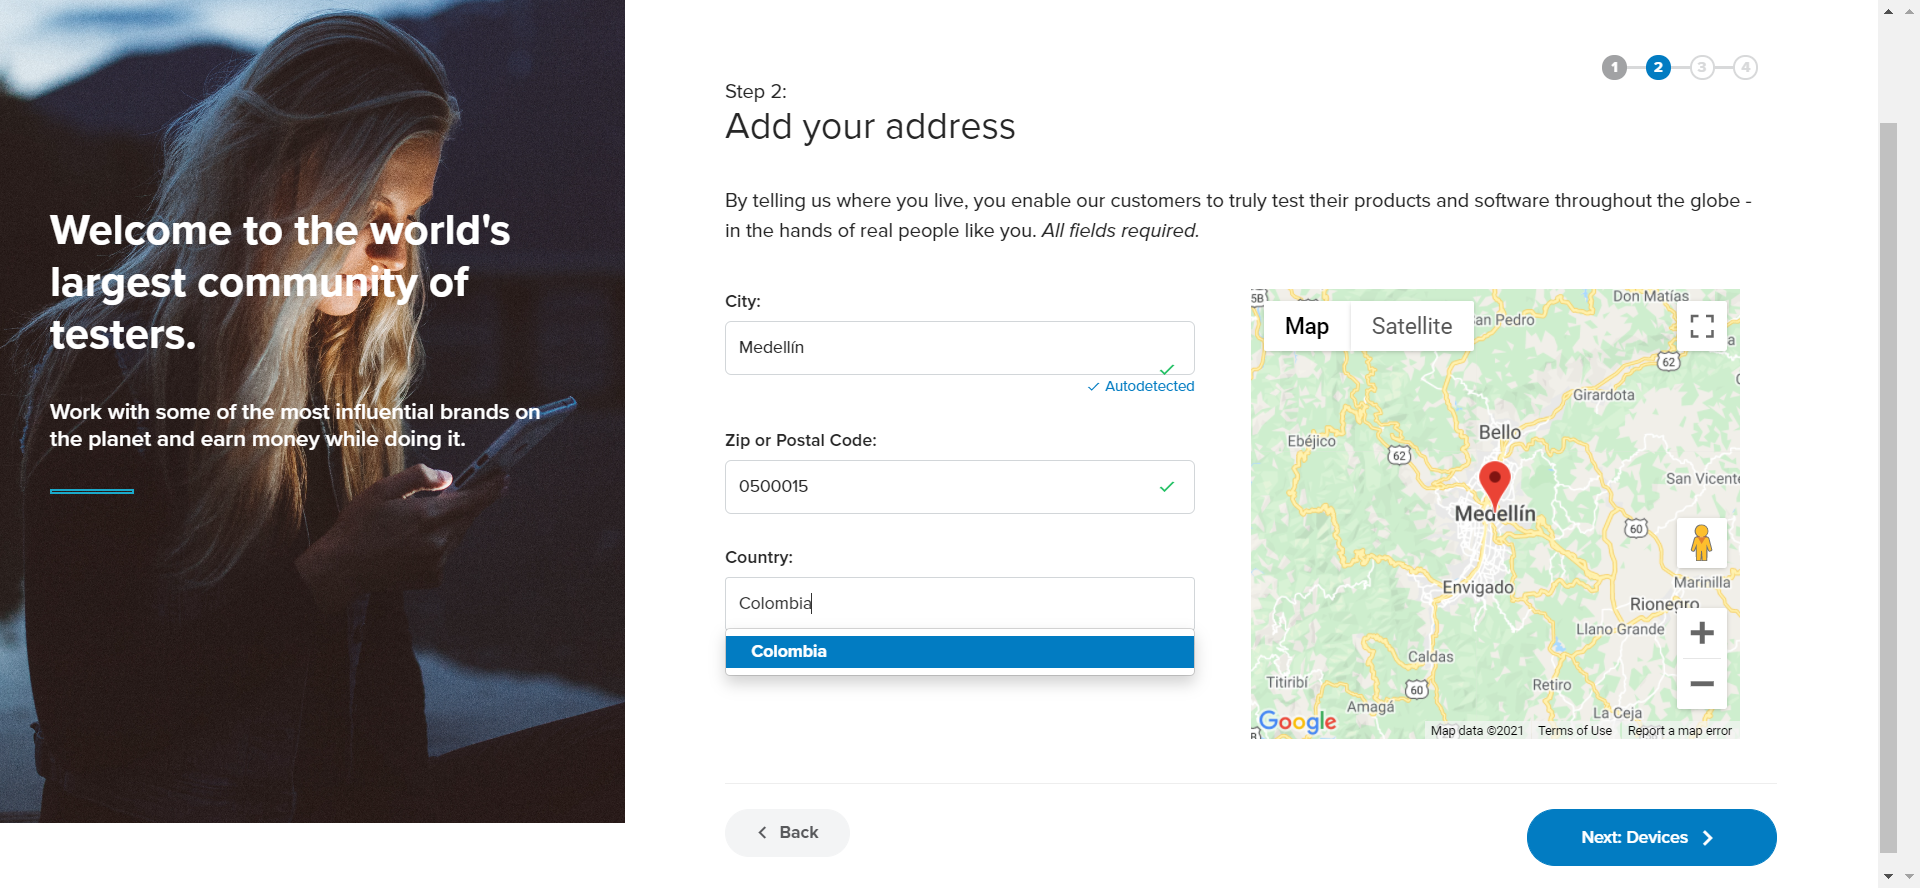 Welcome to the world's
largest community of
testers.
Work with some of the most influential brands on
the planet and earn money while doing it.
1 2 3 4
Step 2:
Add your address
By telling us where you live, you enable our customers to truly test their products and software throughout the globe -
in the hands of real people like you. All fields required.
City:
Medellín
Autodetected
Zip or Postal Code:
0500015
Country:
Colombia
Colombia
Map Satellite
Don Matías
San Pedro
62
Girardota
Bello
Ebéjico
62
San Vicente
Medellín
60
Envigado
Marinilla
Rionegro
Llano Grande
Caldas
Titiribí
60
Retiro
Amagá
La Ceja
Google
Map data ©2021 Terms of Use Report a map error
Back
Next: Devices